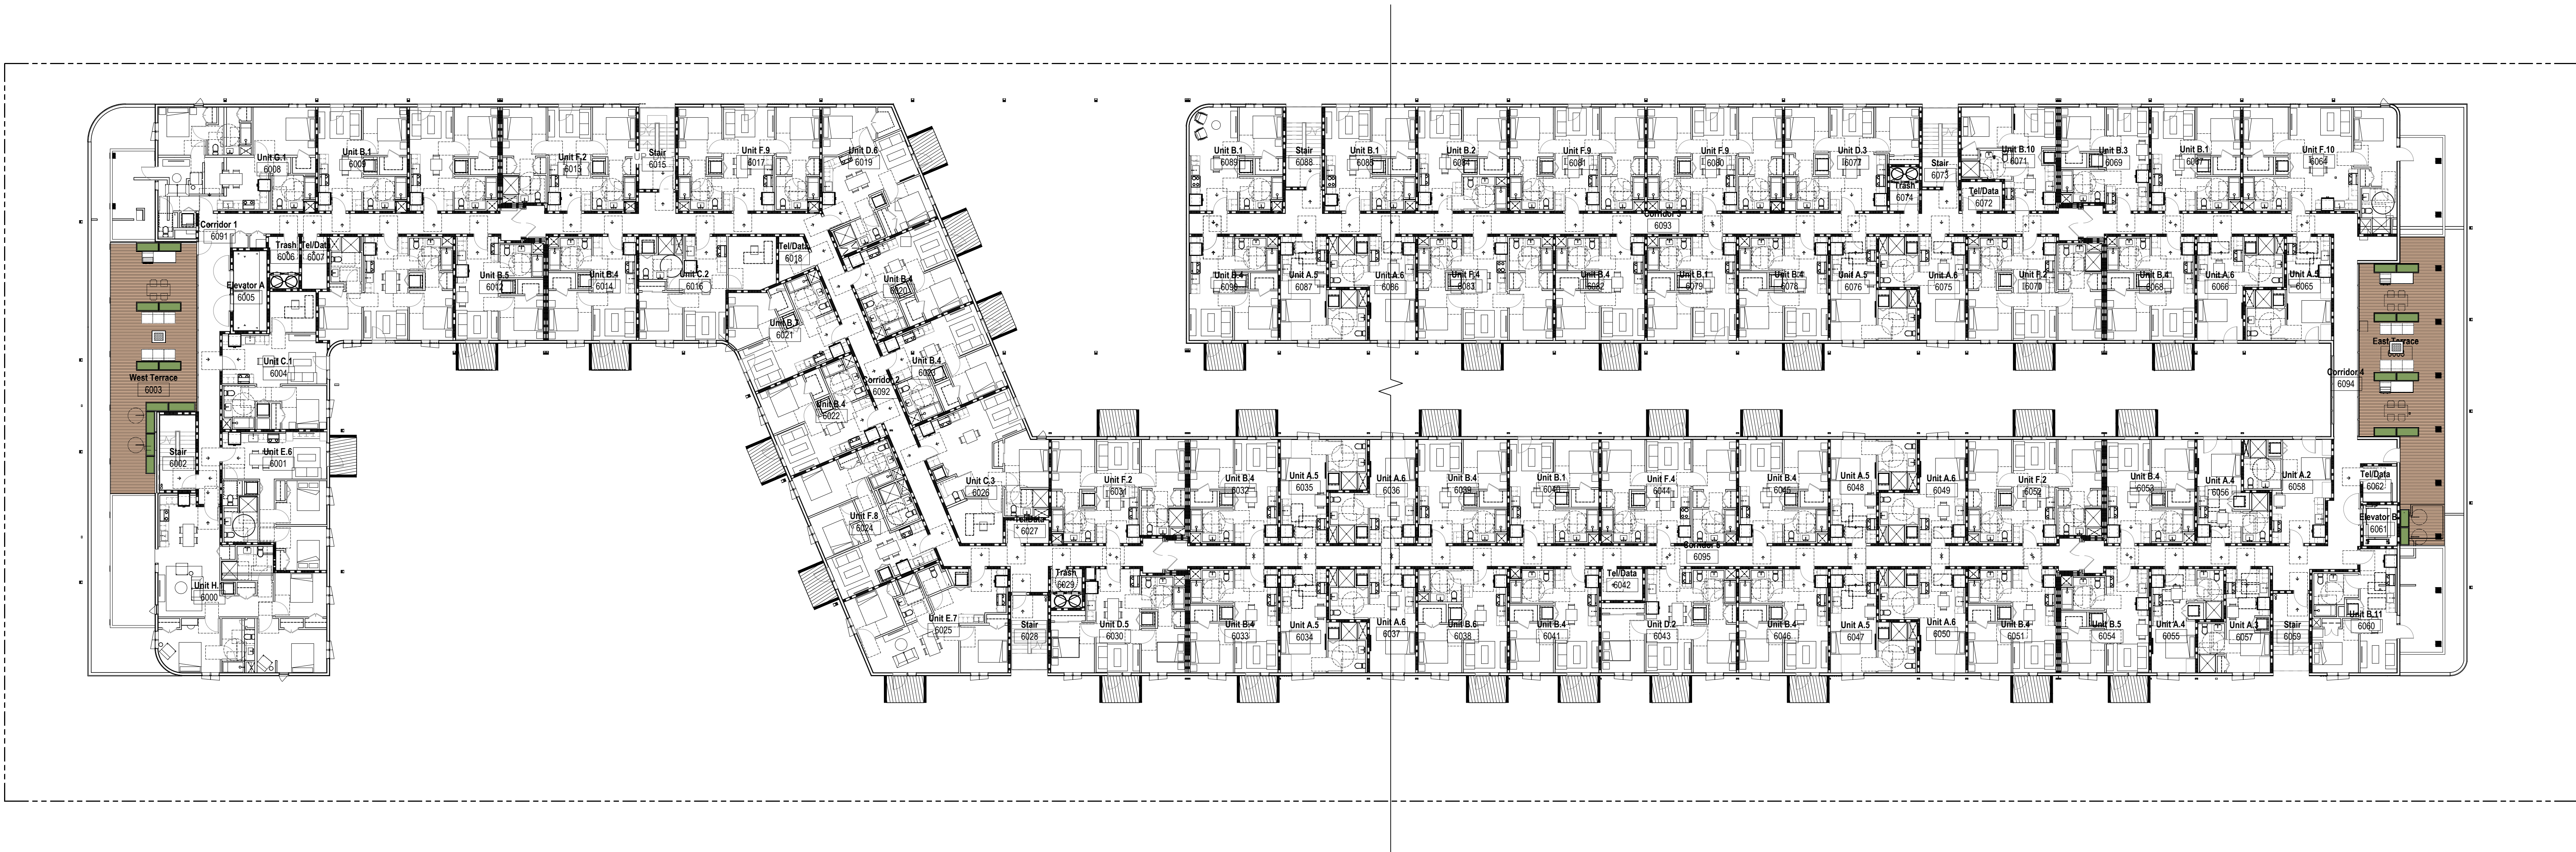 Unit G.1
6008
Unit B.1
6009
Unit F.2
6013
Stair
6015
Unit F.9
6017
Unit D.6
6019
Corridor 1
6091
Trash
6006
Tel/Data
6007
Elevator A
6005
Unit B.5
6012
Unit B.4
6014
Unit C.2
6016
Tel/Data
6018
Unit B.4
6020
6021
Unit C.1
6004
Unit B.4
6023
Corridor 2
6092
Unit B.4
6022
West Terrace
6003
Stair
6002
Unit E.6
6001
6000
Unit F.8
6024
Unit C.3
6026
Unit E.7
6025
6027
Stair
6028
Trash
6029
Unit D.5
6030
Unit F.2
6031
Unit B.4
6032
Unit B.4
6033
Unit A.5
6034
Unit A.5
6035
Unit A.6
6036
Unit A.6
6037
Unit B.6
6038
Unit B.4
6039
Unit B.1
6040
Unit B.4
6041
Tel/Data
6042
Unit D.2
6043
Unit F.4
6044
Unit B.4
6045
Unit B.4
6046
6095
Unit A.5
6047
Unit A.5
6048
Unit A.6
6049
Unit A.6
6050
Unit B.4
6051
Unit F.2
6052
Unit B.4
6053
Unit B.5
6054
Unit A.4
6055
Unit A.4
6056
Unit A.3
6057
Unit A.2
6058
Stair
6059
Unit B.11
6060
Elevator B
6061
Tel/Data
6062
Unit B.1
6089
Stair
6088
Unit B.1
Unit B.2
6084
Unit F.9
6081
Unit F.9
6080
Unit D.3
6077
Trash
6074
Stair
6073
Unit B.10
6071
Tel/Data
6072
Unit B.3
6069
Unit B.1
Unit F.10
6064
Corridor 3
6093
Unit B.4
Unit A.5
6087
Unit A.6
6086
Unit F.4
6083
Unit B.4
6082
Unit B.1
6079
Unit B.4
6078
Unit A.5
6076
Unit A.6
6075
Unit F.2
6070
Unit B.4
6068
Unit A.6
6066
Unit A.9
6065
East Terrace
Corridor 4
6094